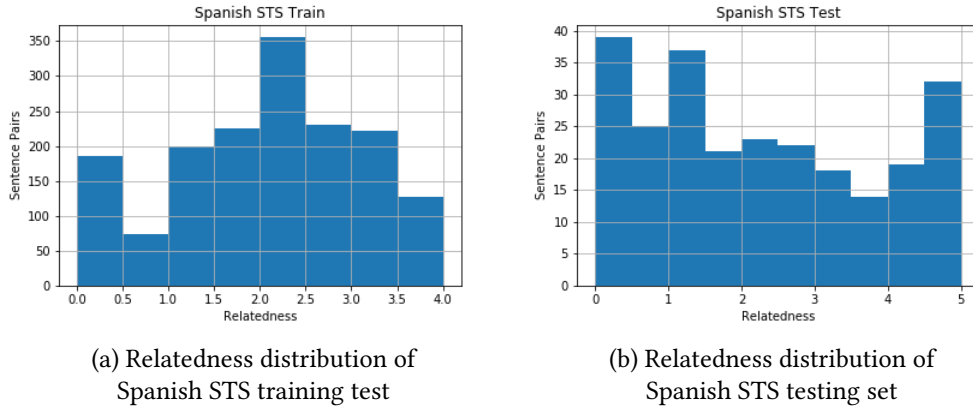 Spanish STS Train
350
300
250
200
150
100
50
0
Sentence Pairs
0.0 0.5 1.0 1.5 2.0 2.5 3.0 3.5 4.0
Relatedness
(a) Relatedness distribution of
Spanish STS training test
Spanish STS Test
40
35
30
25
20
15
10
5
0
Sentence Pairs
0 1 2 3 4 5
Relatedness
(b) Relatedness distribution of
Spanish STS testing set